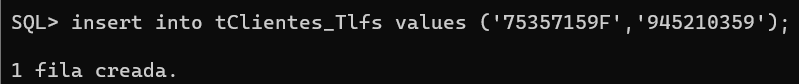 SQL> insert into tClientes_Tlfs values ('75357159F','945210359');
1 fila creada.